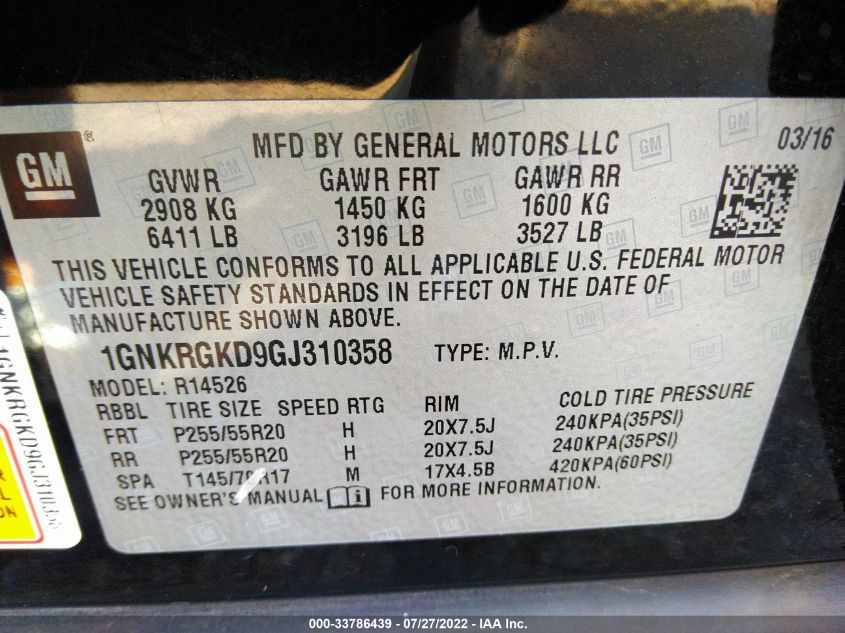 GM ®
MFD BY GENERAL MOTORS LLC 03/16
GVWR GAWR FRT GAWR RR
2908 KG 1450 KG 1600 KG
6411 LB 3196 LB 3527 LB
THIS VEHICLE CONFORMS TO ALL APPLICABLE U.S. FEDERAL MOTOR
VEHICLE SAFETY STANDARDS IN EFFECT ON THE DATE OF
MANUFACTURE SHOWN ABOVE.
1GNKRGKD9GJ310358 TYPE: M.P.V.
MODEL: R14526
RBBL TIRE SIZE SPEED RTG RIM COLD TIRE PRESSURE
FRT P255/55R20 H 20X7.5J 240KPA(35PSI)
RR P255/55R20 H 20X7.5J 240KPA(35PSI)
SPA T145/70R17 M 17X4.5B 420KPA(60PSI)
SEE OWNER'S MANUAL FOR MORE INFORMATION.
1GNKRGKD9GJ310358
000-33786439 - 07/27/2022 - IAA Inc.